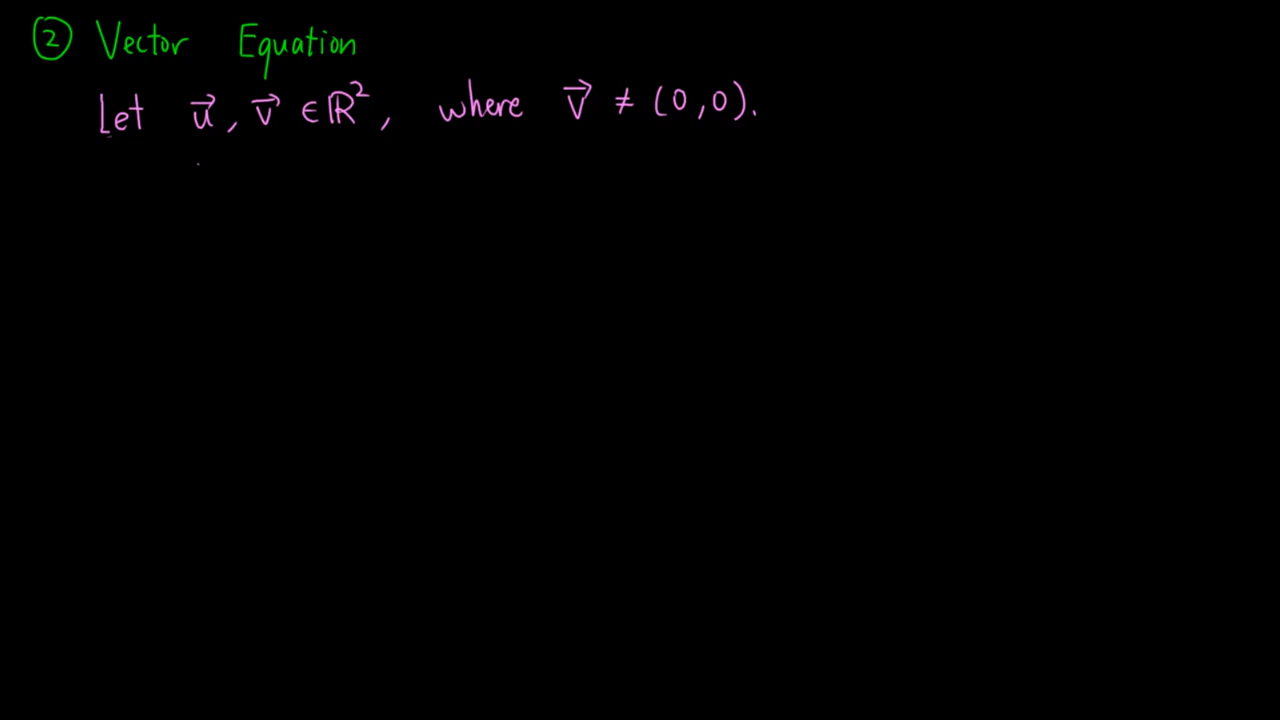 ② Vector Equation
Let u⃗, v⃗ ∈ ℝ², where v⃗ ≠ (0,0).